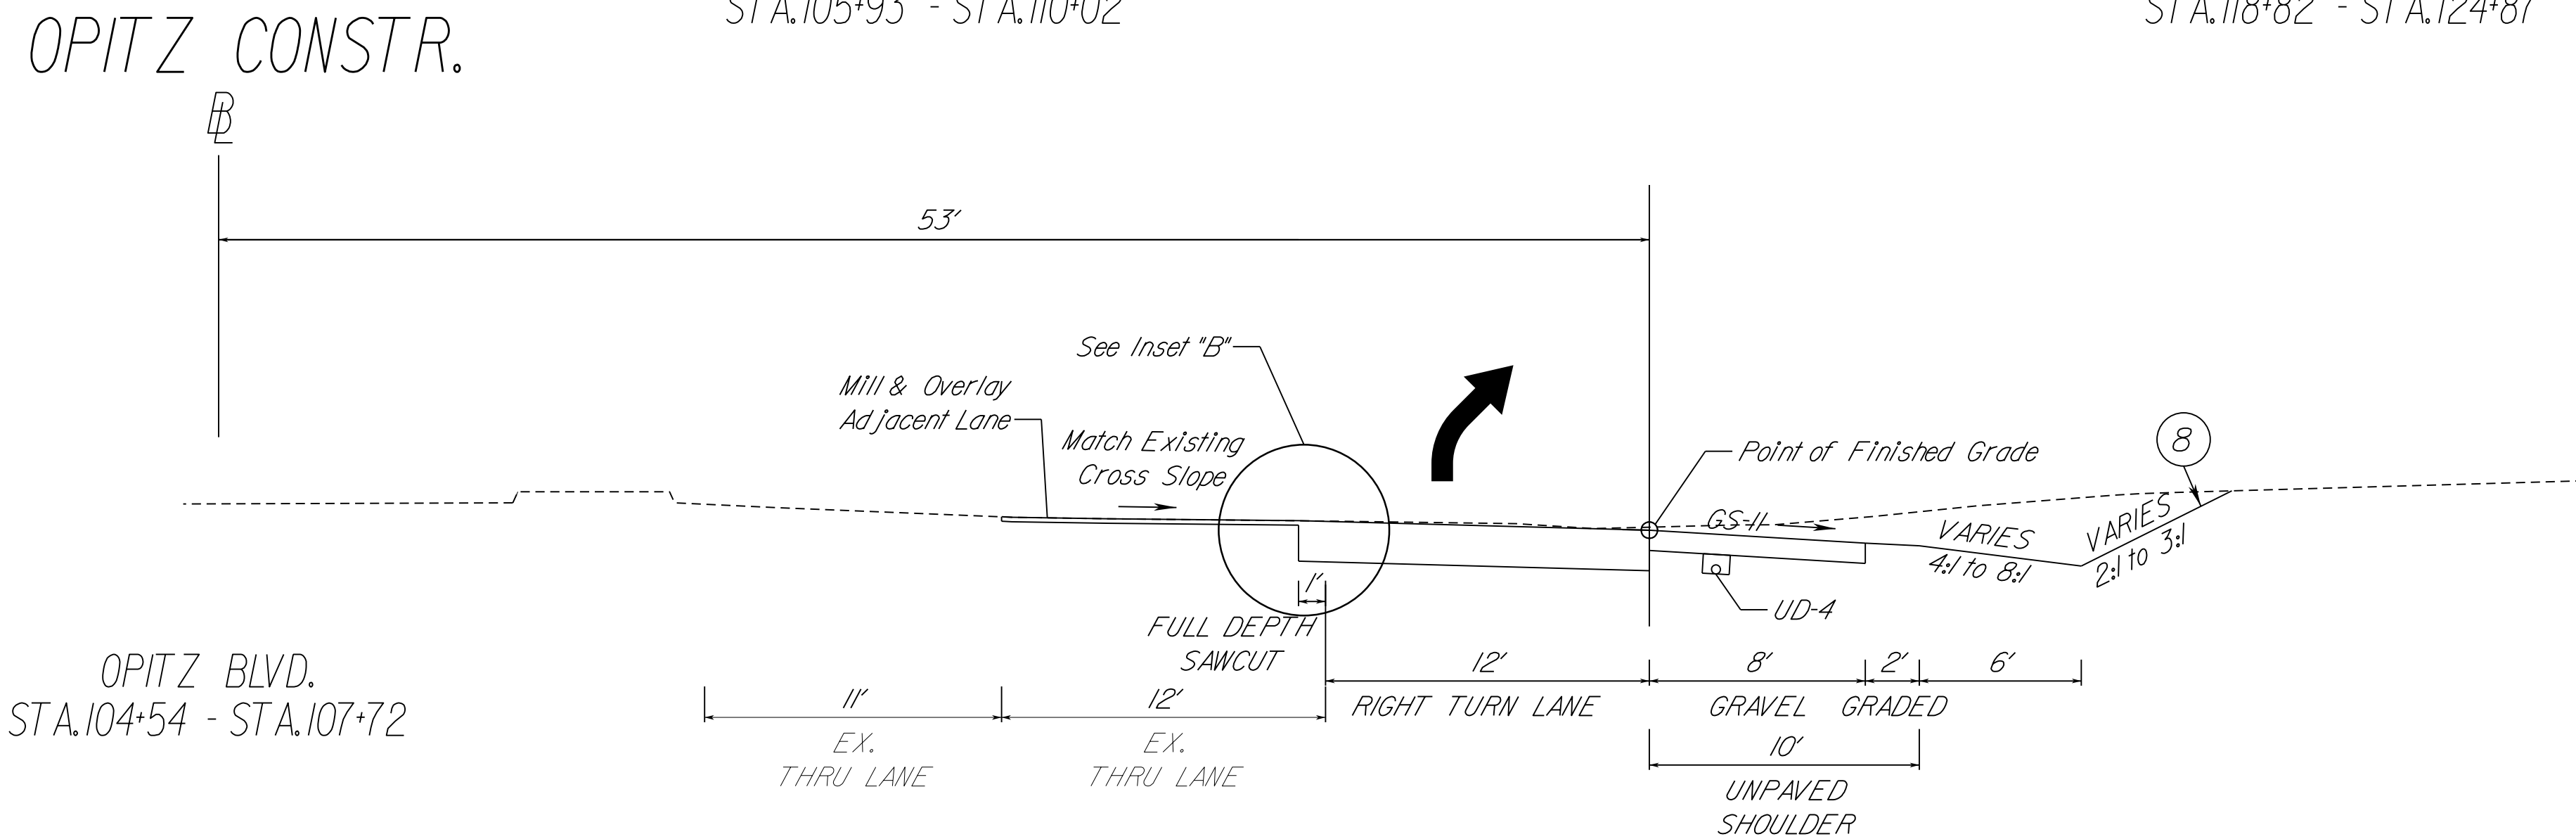 STA.105+93 - STA.110+02
STA.118+82 - STA.124+87
OPITZ CONSTR.
BL
53'
See Inset "B"
Mill & Overlay
Adjacent Lane
Match Existing
Cross Slope
Point of Finished Grade
8
GS-11
VARIES
4:1 to 8:1
VARIES
2:1 to 3:1
UD-4
1'
FULL DEPTH
SAWCUT
OPITZ BLVD.
STA.104+54 - STA.107+72
11'
EX.
THRU LANE
12'
EX.
THRU LANE
12'
RIGHT TURN LANE
8'
GRAVEL
2'
GRADED
6'
10'
UNPAVED
SHOULDER